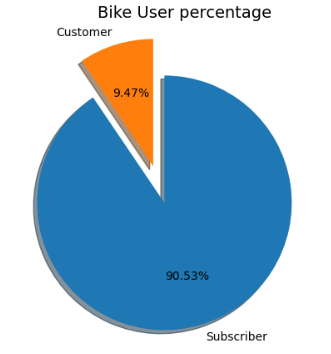 Bike User percentage
Customer
9.47%
90.53%
Subscriber